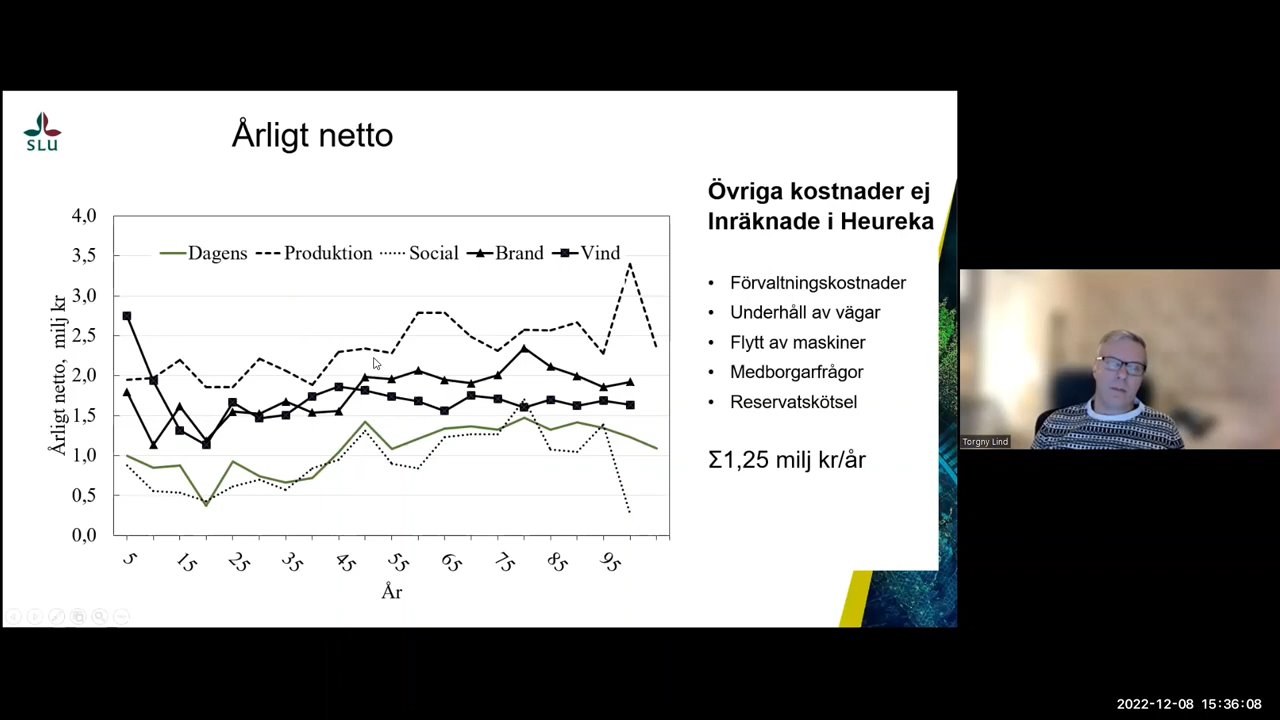 SLU
Årligt netto
Övriga kostnader ej
Inräknade i Heureka
4,0
3,5
3,0
2,5
2,0
1,5
1,0
0,5
0,0
Årligt netto, milj kr
Dagens Produktion Social Brand Vind
5 15 25 35 45 55 65 75 85 95
År
• Förvaltningskostnader
• Underhåll av vägar
• Flytt av maskiner
• Medborgarfrågor
• Reservatskötsel
Σ1,25 milj kr/år
Torgny Lind
2022-12-08 15:36:08